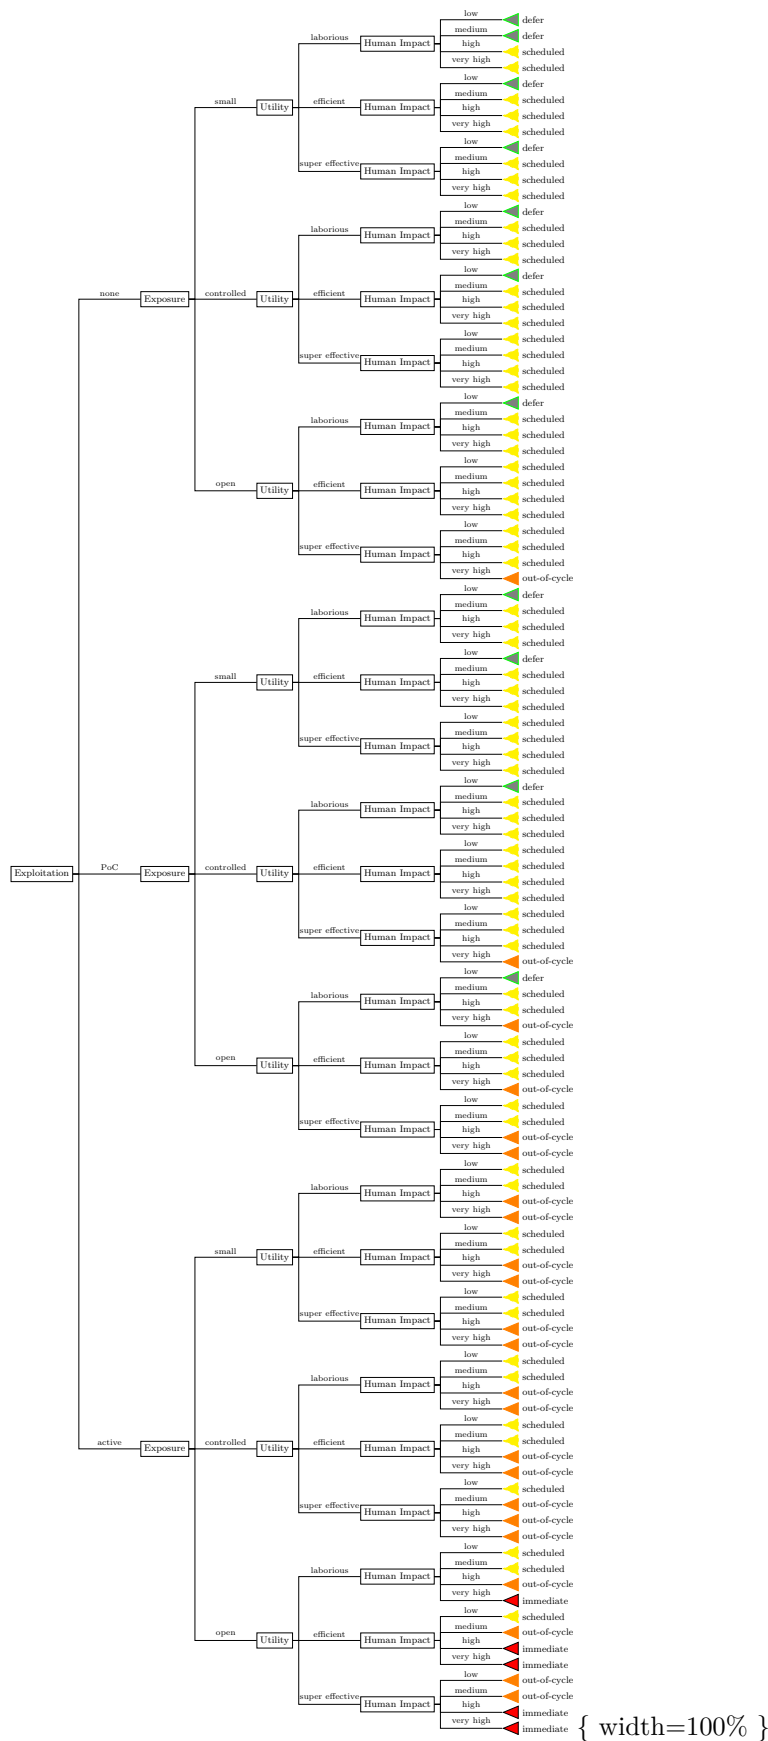 low defer
medium defer
laborious Human Impact high scheduled
very high scheduled
low defer
medium scheduled
small Utility efficient Human Impact high scheduled
very high scheduled
low defer
medium scheduled
super effective Human Impact high scheduled
very high scheduled
low defer
medium scheduled
laborious Human Impact high scheduled
very high scheduled
low defer
medium scheduled
none Exposure controlled Utility efficient Human Impact high scheduled
very high scheduled
low scheduled
medium scheduled
super effective Human Impact high scheduled
very high scheduled
low defer
medium scheduled
laborious Human Impact high scheduled
very high scheduled
low scheduled
medium scheduled
open Utility efficient Human Impact high scheduled
very high scheduled
low scheduled
medium scheduled
super effective Human Impact high scheduled
very high out-of-cycle
low defer
medium scheduled
laborious Human Impact high scheduled
very high scheduled
low defer
medium scheduled
small Utility efficient Human Impact high scheduled
very high scheduled
low scheduled
medium scheduled
super effective Human Impact high scheduled
very high scheduled
low defer
medium scheduled
laborious Human Impact high scheduled
very high scheduled
low scheduled
medium scheduled
Exploitation PoC Exposure controlled Utility efficient Human Impact high scheduled
very high scheduled
low scheduled
medium scheduled
super effective Human Impact high scheduled
very high out-of-cycle
low defer
medium scheduled
laborious Human Impact high scheduled
very high out-of-cycle
low scheduled
medium scheduled
open Utility efficient Human Impact high scheduled
very high out-of-cycle
low scheduled
medium scheduled
super effective Human Impact high out-of-cycle
very high out-of-cycle
low scheduled
medium scheduled
laborious Human Impact high out-of-cycle
very high out-of-cycle
low scheduled
medium scheduled
small Utility efficient Human Impact high out-of-cycle
very high out-of-cycle
low scheduled
medium scheduled
super effective Human Impact high out-of-cycle
very high out-of-cycle
low scheduled
medium scheduled
laborious Human Impact high out-of-cycle
very high out-of-cycle
low scheduled
medium scheduled
active Exposure controlled Utility efficient Human Impact high out-of-cycle
very high out-of-cycle
low scheduled
medium out-of-cycle
super effective Human Impact high out-of-cycle
very high out-of-cycle
low scheduled
medium scheduled
laborious Human Impact high out-of-cycle
very high immediate
low scheduled
medium out-of-cycle
open Utility efficient Human Impact high immediate
very high immediate
low out-of-cycle
medium out-of-cycle
super effective Human Impact high immediate
very high immediate { width=100% }